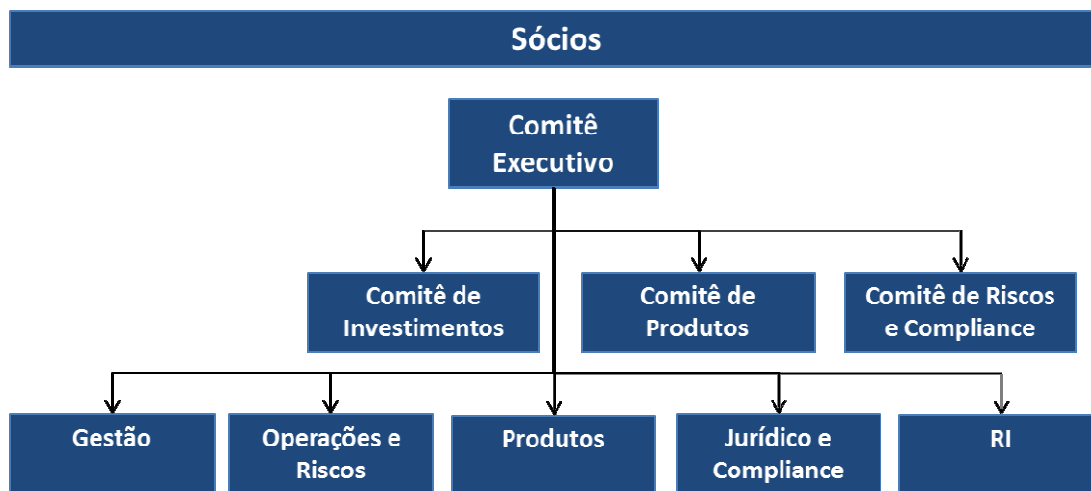 Sócios
Comitê
Executivo
Comitê de
Investimentos
Comitê de
Produtos
Comitê de Riscos
e Compliance
Gestão
Operações e
Riscos
Produtos
Jurídico e
Compliance
RI